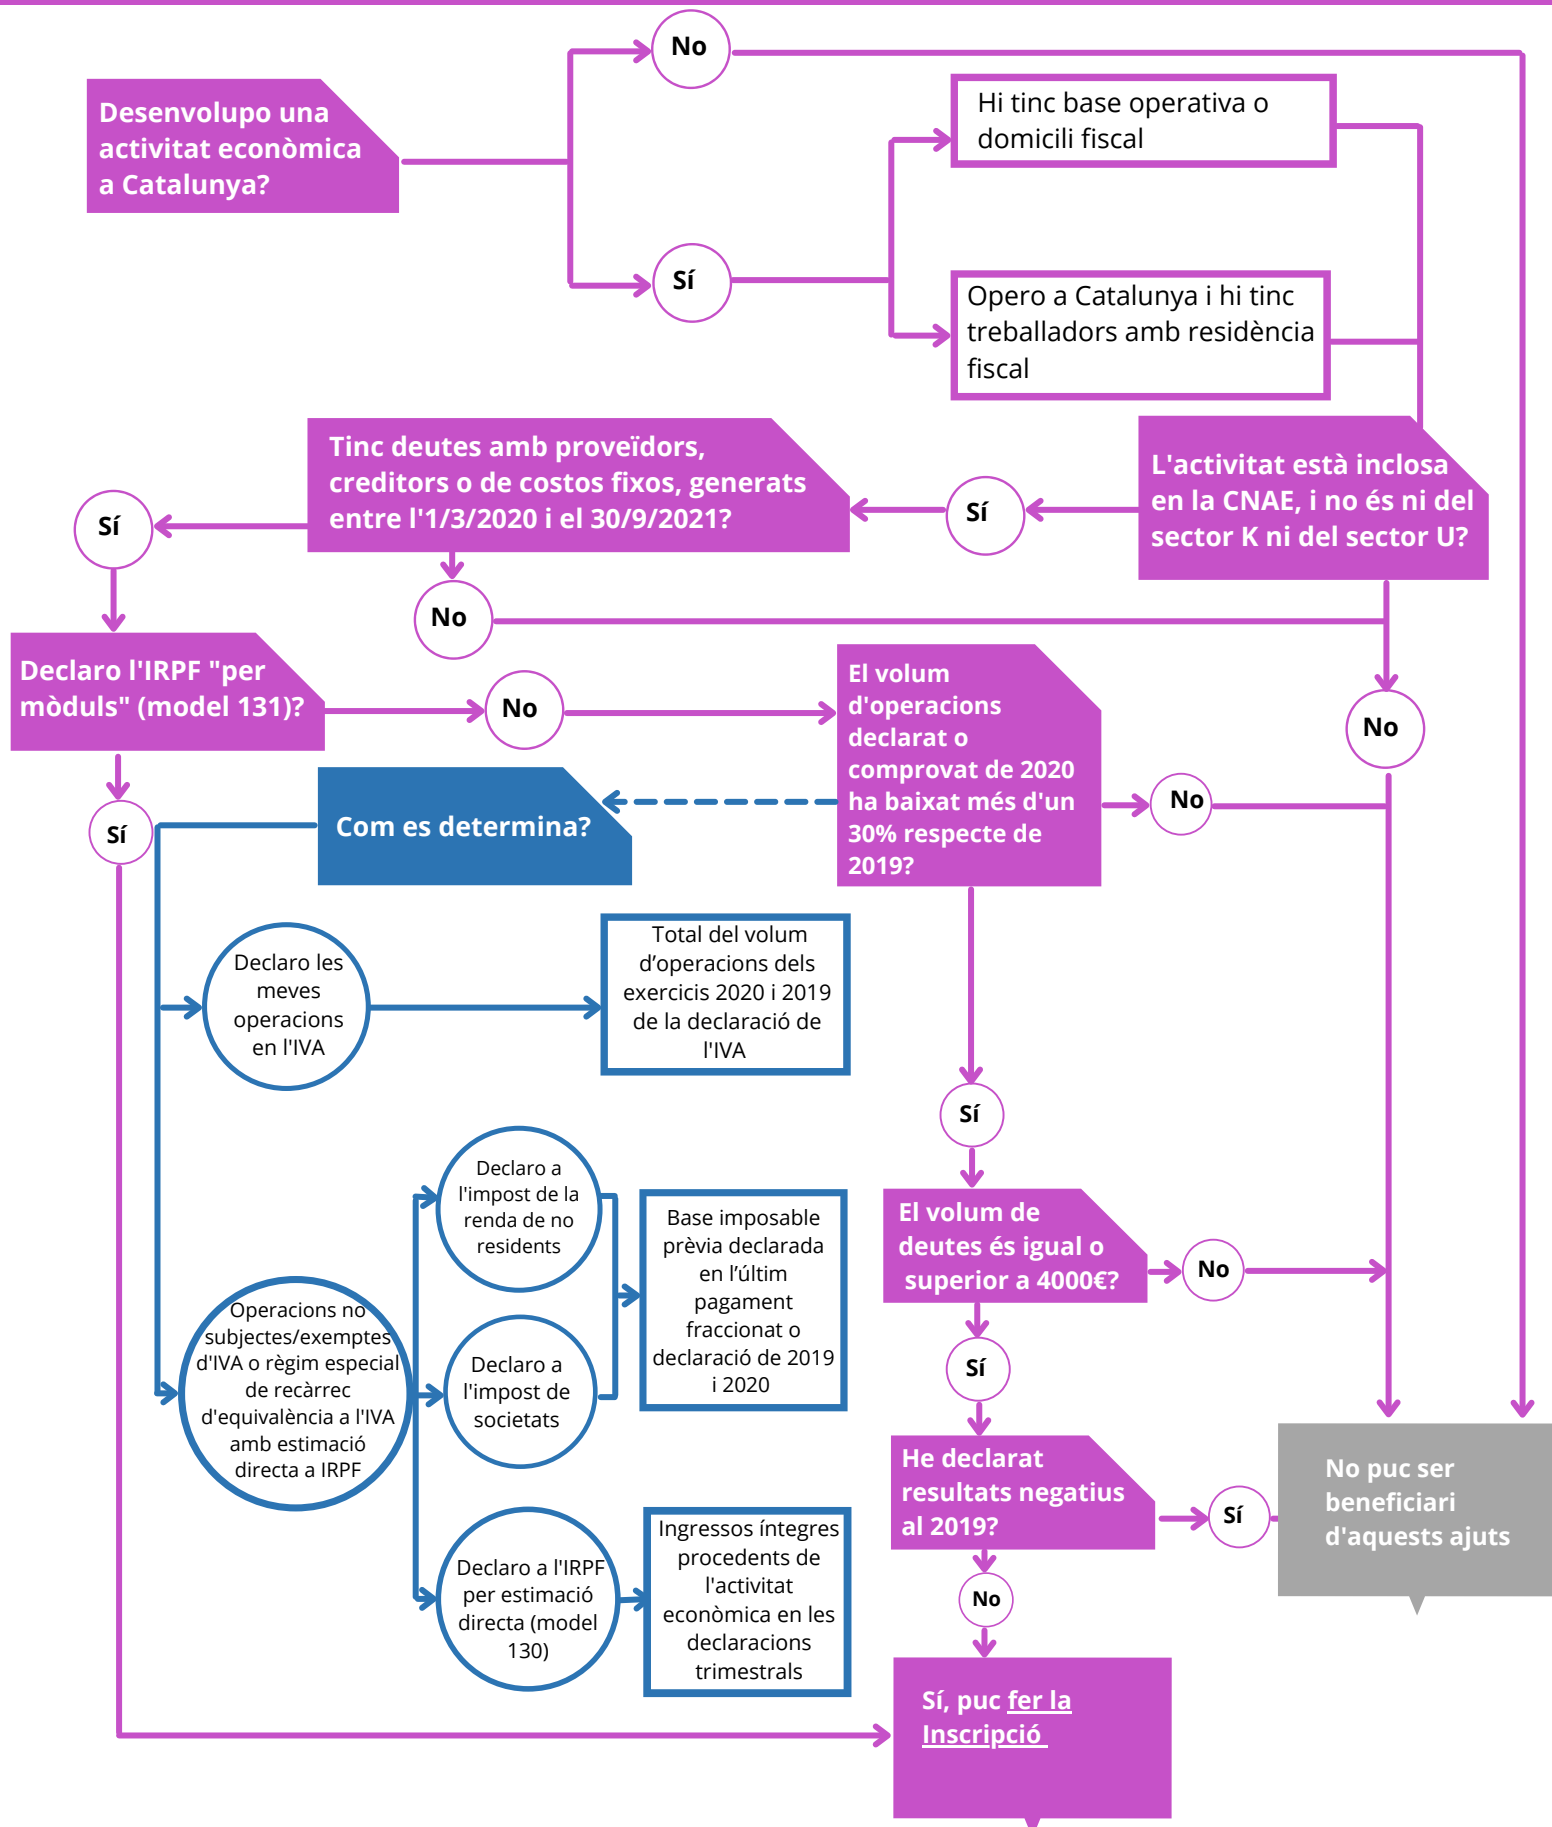 No
Desenvolupo una
activitat econòmica
a Catalunya?
Hi tinc base operativa o
domicili fiscal
Sí
Opero a Catalunya i hi tinc
treballadors amb residència
fiscal
L'activitat està inclosa
en la CNAE, i no és ni del
sector K ni del sector U?
Sí
Tinc deutes amb proveïdors,
creditors o de costos fixos, generats
entre l'1/3/2020 i el 30/9/2021?
Sí
No
Declaro l'IRPF "per
mòduls" (model 131)?
No
El volum
d'operacions
declarat o
comprovat de 2020
ha baixat més d'un
30% respecte de
2019?
No
No
Sí
Com es determina?
Declaro les
meves
operacions
en l'IVA
Total del volum
d’operacions dels
exercicis 2020 i 2019
de la declaració de
l'IVA
Sí
Declaro a
l'impost de la
renda de no
residents
Base imposable
prèvia declarada
en l’últim
pagament
fraccionat o
declaració de 2019
i 2020
El volum de
deutes és igual o
superior a 4000€?
No
Operacions no
subjectes/exemptes
d'IVA o règim especial
de recàrrec
d'equivalència a l'IVA
amb estimació
directa a IRPF
Declaro a
l'impost de
societats
Sí
He declarat
resultats negatius
al 2019?
Sí
No puc ser
beneficiari
d'aquests ajuts
Declaro a l'IRPF
per estimació
directa (model
130)
Ingressos íntegres
procedents de
l'activitat
econòmica en les
declaracions
trimestrals
No
Sí, puc fer la
Inscripció